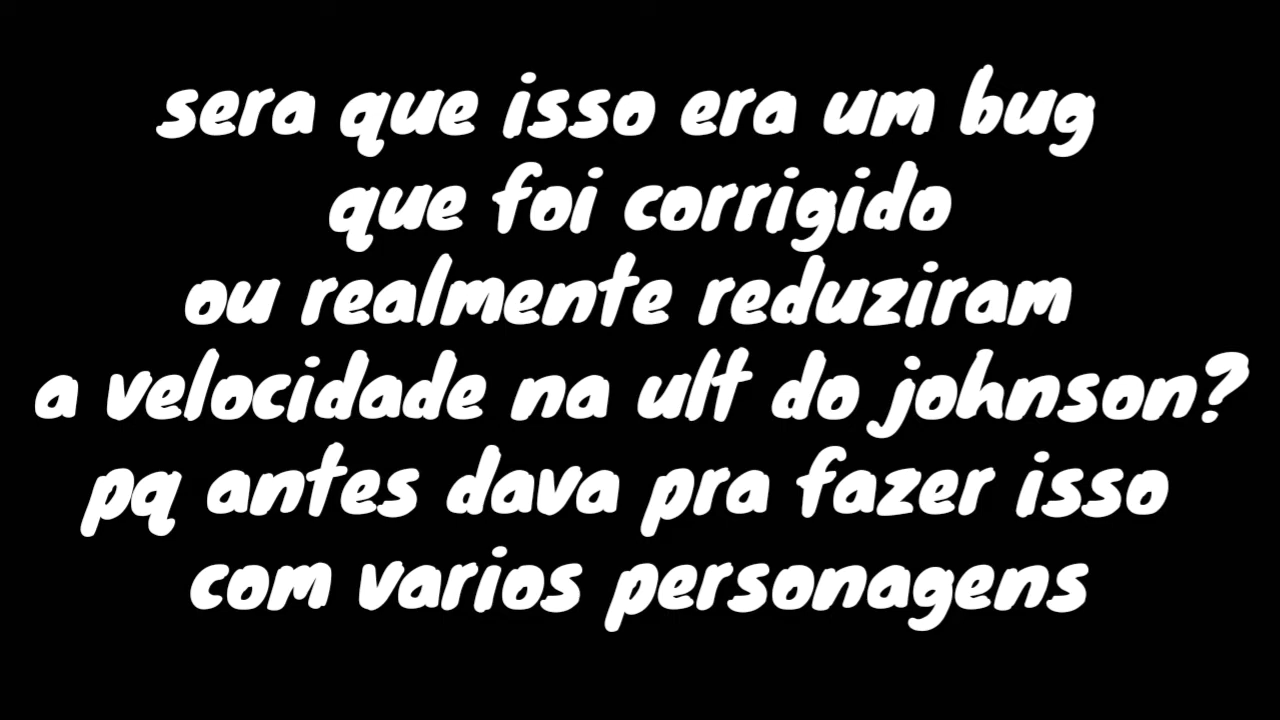 sera que isso era um bug
que foi corrigido
ou realmente reduziram
a velocidade na ult do johnson?
pq antes dava pra fazer isso
com varios personagens